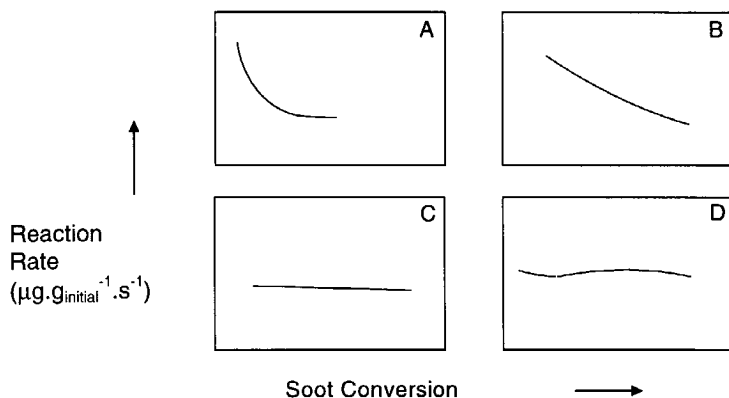 A
B
C
D
Reaction
Rate
(μg.g_initial^-1.s^-1)
Soot Conversion